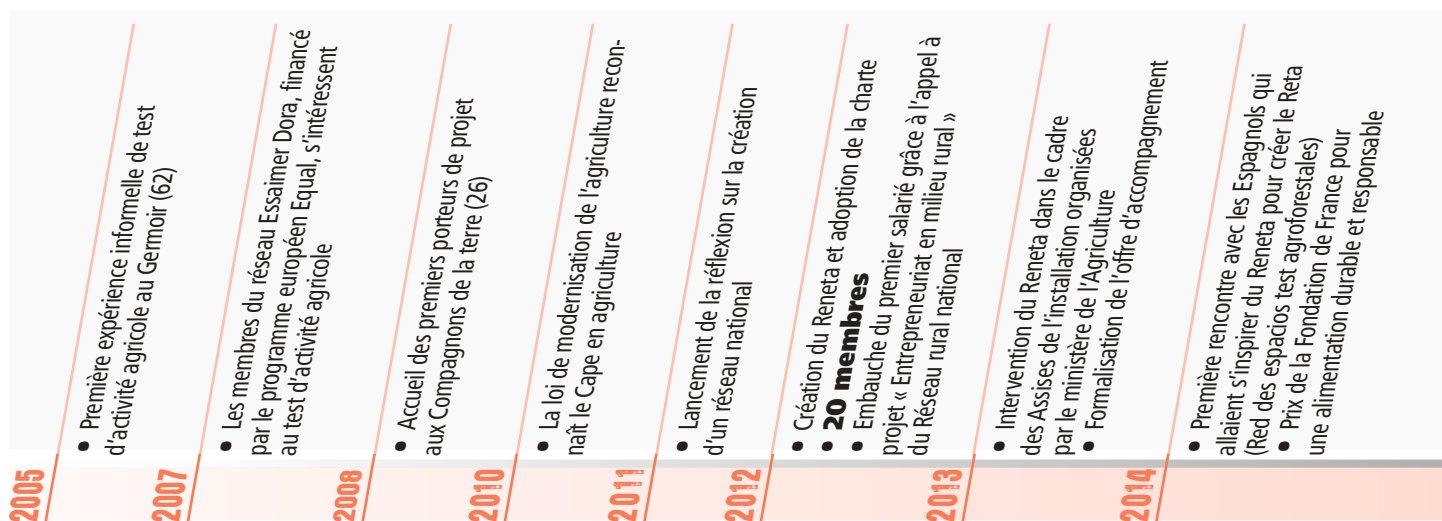 2005
• Première expérience informelle de test
d'activité agricole au Germoir (62)
2007
• Les membres du réseau Essaimer Dora, financé
par le programme européen Equal, s'intéressent
au test d'activité agricole
2008
• Accueil des premiers porteurs de projet
aux Compagnons de la terre (26)
2010
• La loi de modernisation de l'agriculture recon-
naît le Cape en agriculture
2011
• Lancement de la réflexion sur la création
d'un réseau national
2012
• Création du Reneta et adoption de la charte
• 20 membres
• Embauche du premier salarié grâce à l'appel à
projet « Entrepreneuriat en milieu rural »
du Réseau rural national
2013
• Intervention du Reneta dans le cadre
des Assises de l'installation organisées
par le ministère de l'Agriculture
• Formalisation de l'offre d'accompagnement
2014
• Première rencontre avec les Espagnols qui
allaient s'inspirer du Reneta pour créer le Reta
(Red des espacios test agroforestales)
• Prix de la Fondation de France pour
une alimentation durable et responsable